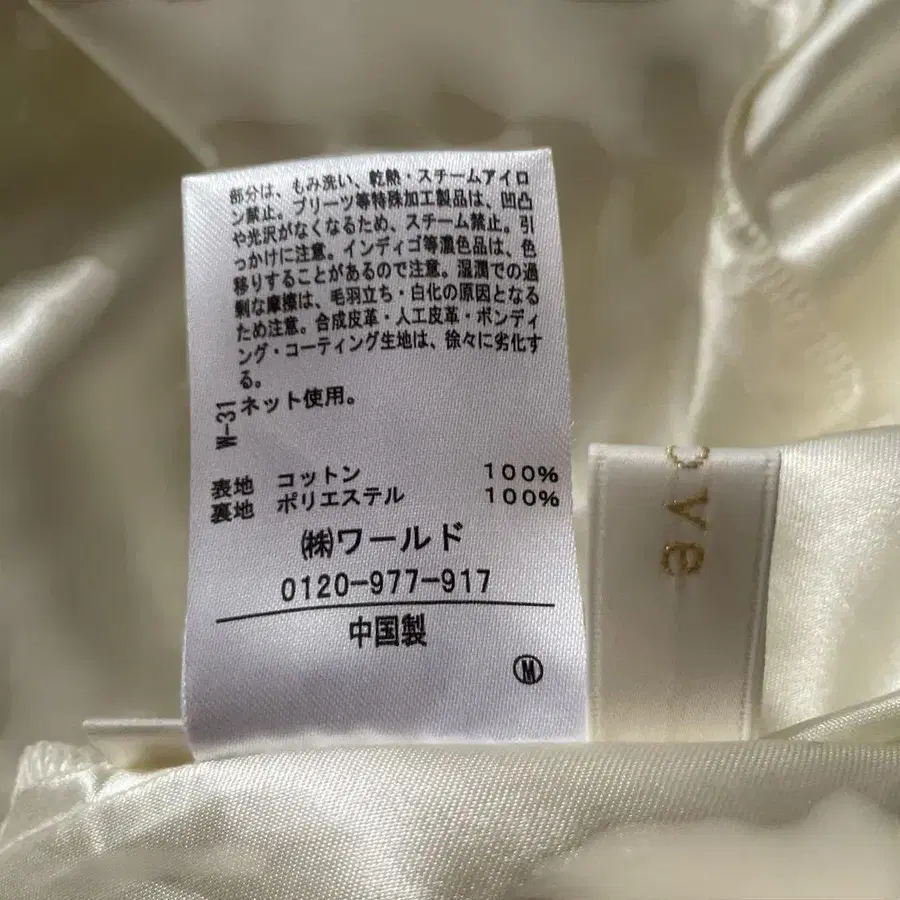 部分は、もみ洗い、乾熱・スチームアイロ
ン禁止。プリーツ等特殊加工製品は、凹凸
や光沢がなくなるため、スチーム禁止。引
っかけに注意。インディゴ等濃色品は、色
移りすることがあるので注意。湿潤での過
剰な摩擦は、毛羽立ち・白化の原因となる
ため注意。合成皮革・人工皮革・ボンディ
ング・コーティング生地は、徐々に劣化す
る。
ネット使用。
W-31
表地 コットン 100%
裏地 ポリエステル 100%
㈱ワールド
0120-977-917
中国製
Ⓜ
ove